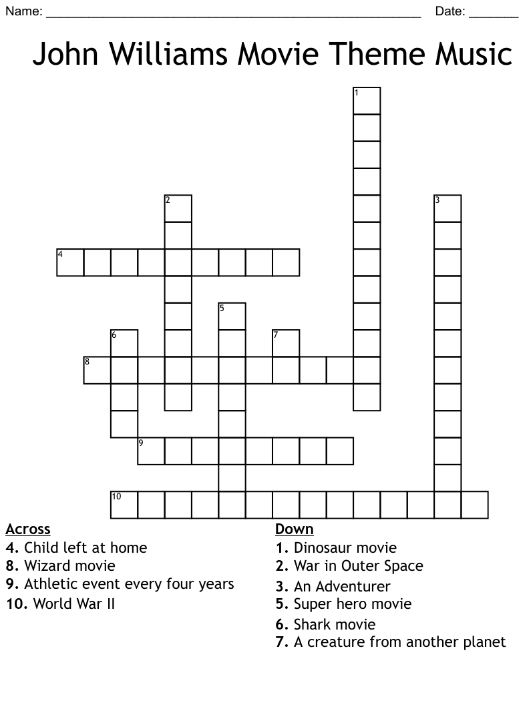 Name: ______________________________________________________ Date: _______
John Williams Movie Theme Music
1
2
3
4
5
6
7
8
9
10
Across
4. Child left at home
8. Wizard movie
9. Athletic event every four years
10. World War II
Down
1. Dinosaur movie
2. War in Outer Space
3. An Adventurer
5. Super hero movie
6. Shark movie
7. A creature from another planet